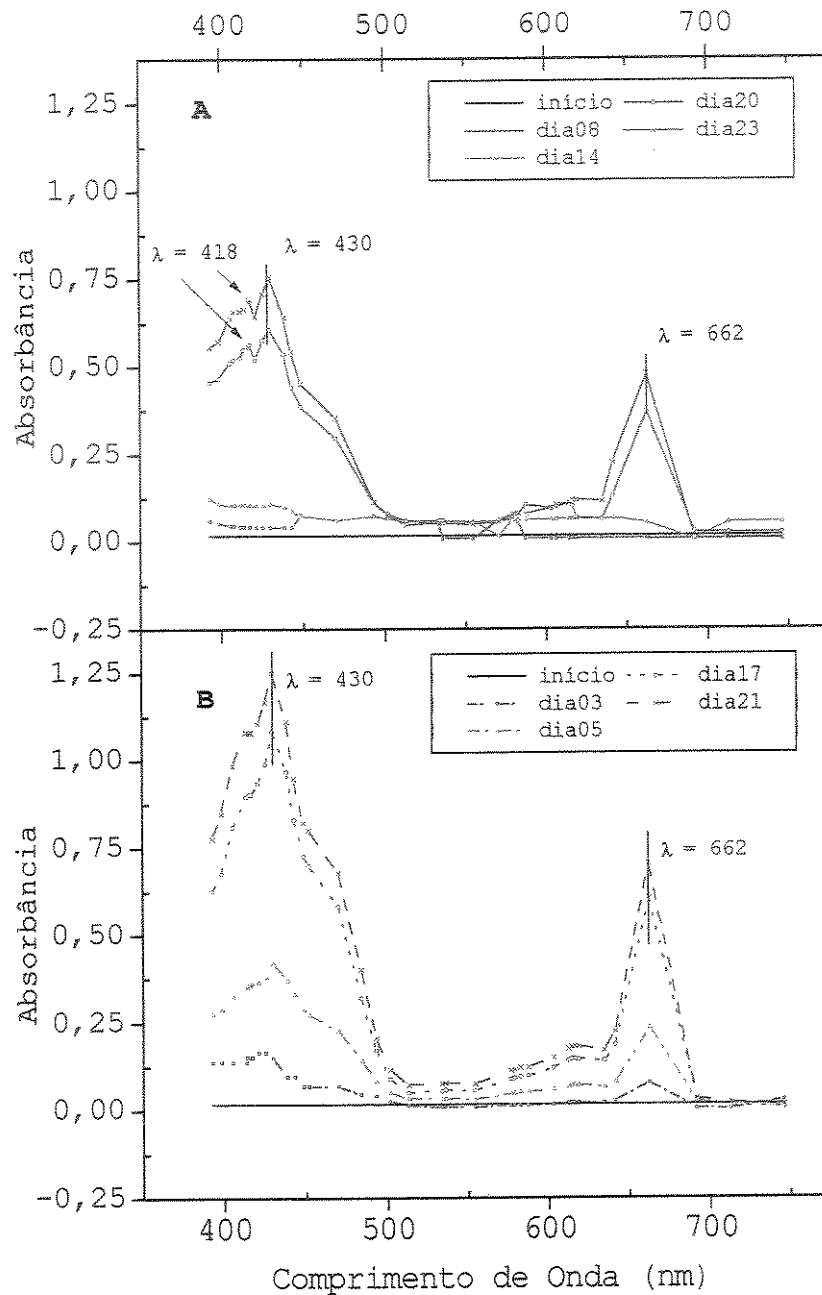 400 500 600 700
1,25
1,00
0,75
0,50
0,25
0,00
-0,25
Absorbância
A
início dia20
dia08 dia23
dia14
λ = 418
λ = 430
λ = 662
1,25
1,00
0,75
0,50
0,25
0,00
-0,25
Absorbância
B
início dia17
dia03 dia21
dia05
λ = 430
λ = 662
400 500 600 700
Comprimento de Onda (nm)